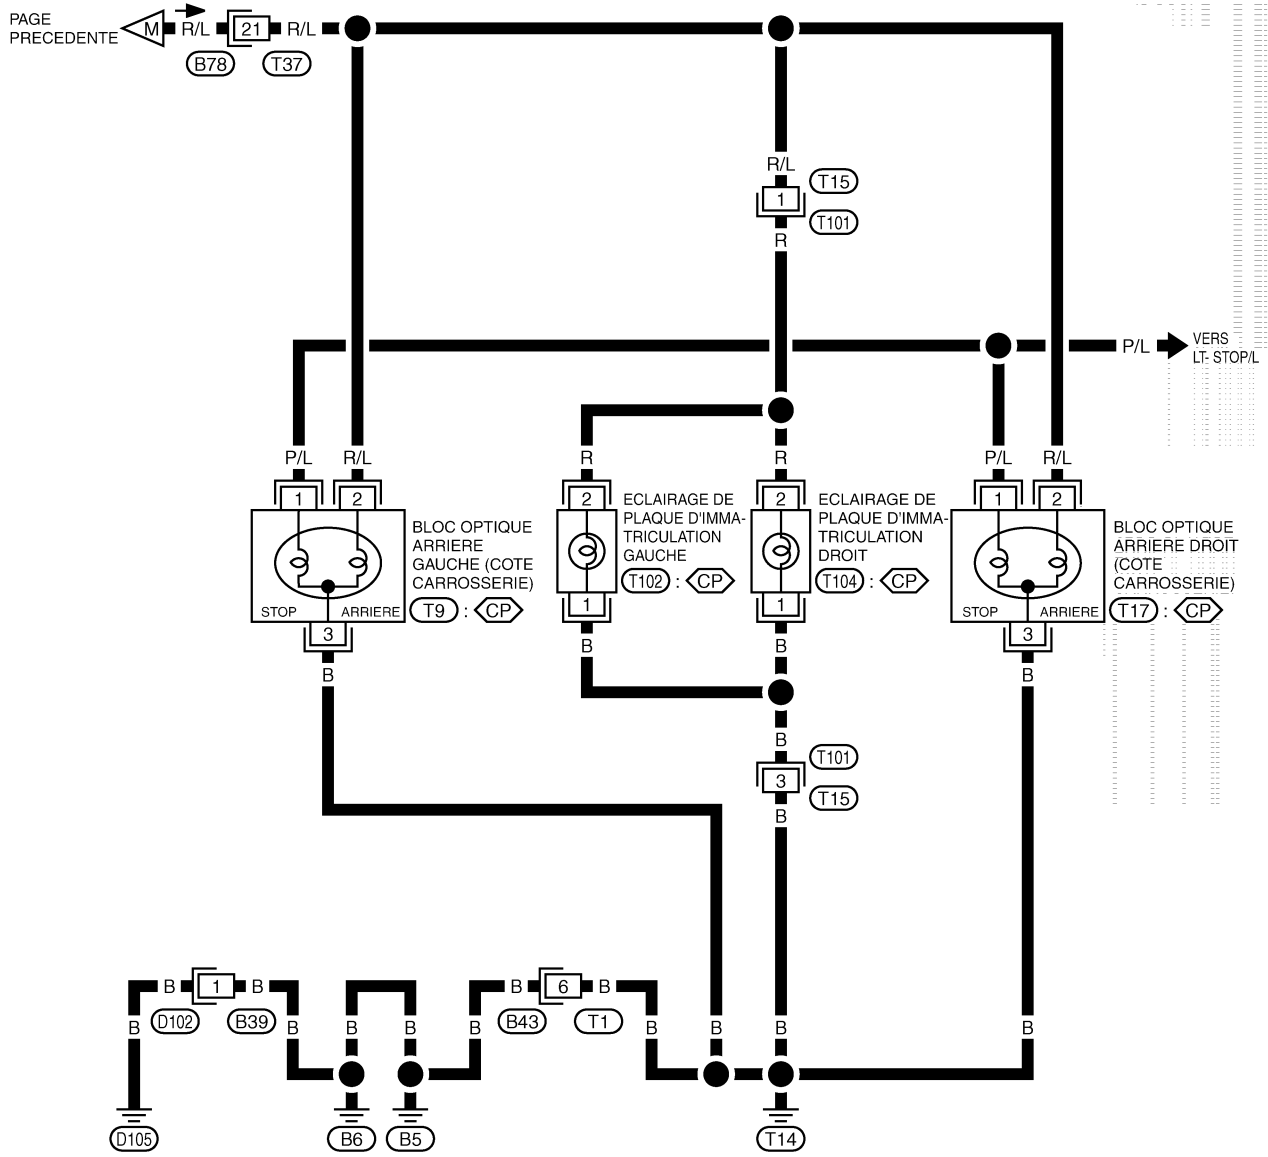 PAGE
PRECEDENTE
M
R/L
21
R/L
B78
T37
R/L
T15
1
T101
R
P/L
VERS
LT- STOP/L
P/L
R/L
R
R
P/L
R/L
1
2
2
2
1
2
BLOC OPTIQUE
ARRIERE
GAUCHE (COTE
CARROSSERIE)
T9 : CP
STOP
ARRIERE
3
B
ECLAIRAGE DE
PLAQUE D'IMMA-
TRICULATION
GAUCHE
T102 : CP
1
B
ECLAIRAGE DE
PLAQUE D'IMMA-
TRICULATION
DROIT
T104 : CP
1
B
BLOC OPTIQUE
ARRIERE DROIT
(COTE
CARROSSERIE)
T17 : CP
STOP
ARRIERE
3
B
B
T101
3
T15
B
B
1
B
D102
B39
B
6
B
B43
T1
B
B
B
B
B
B
B
B
B
D105
B6
B5
T14